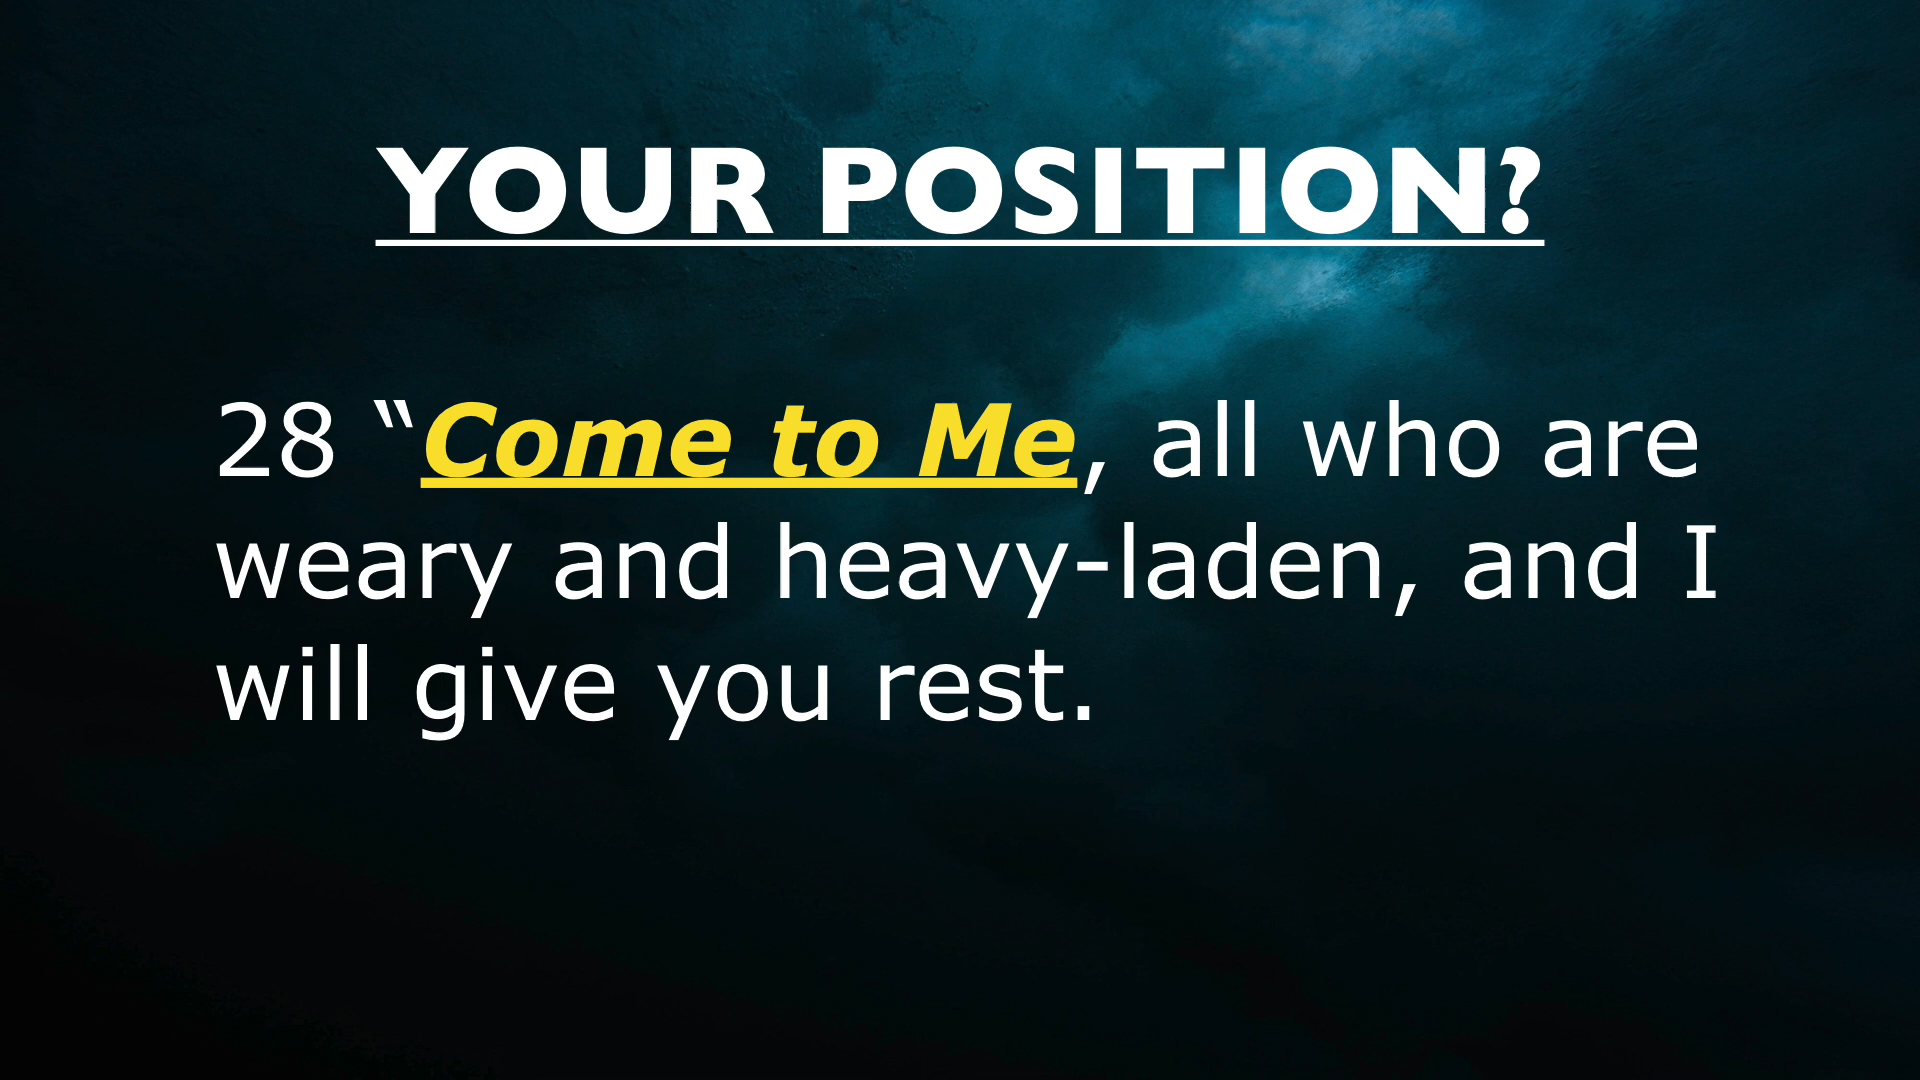 YOUR POSITION?
28 “Come to Me, all who are
weary and heavy-laden, and I
will give you rest.